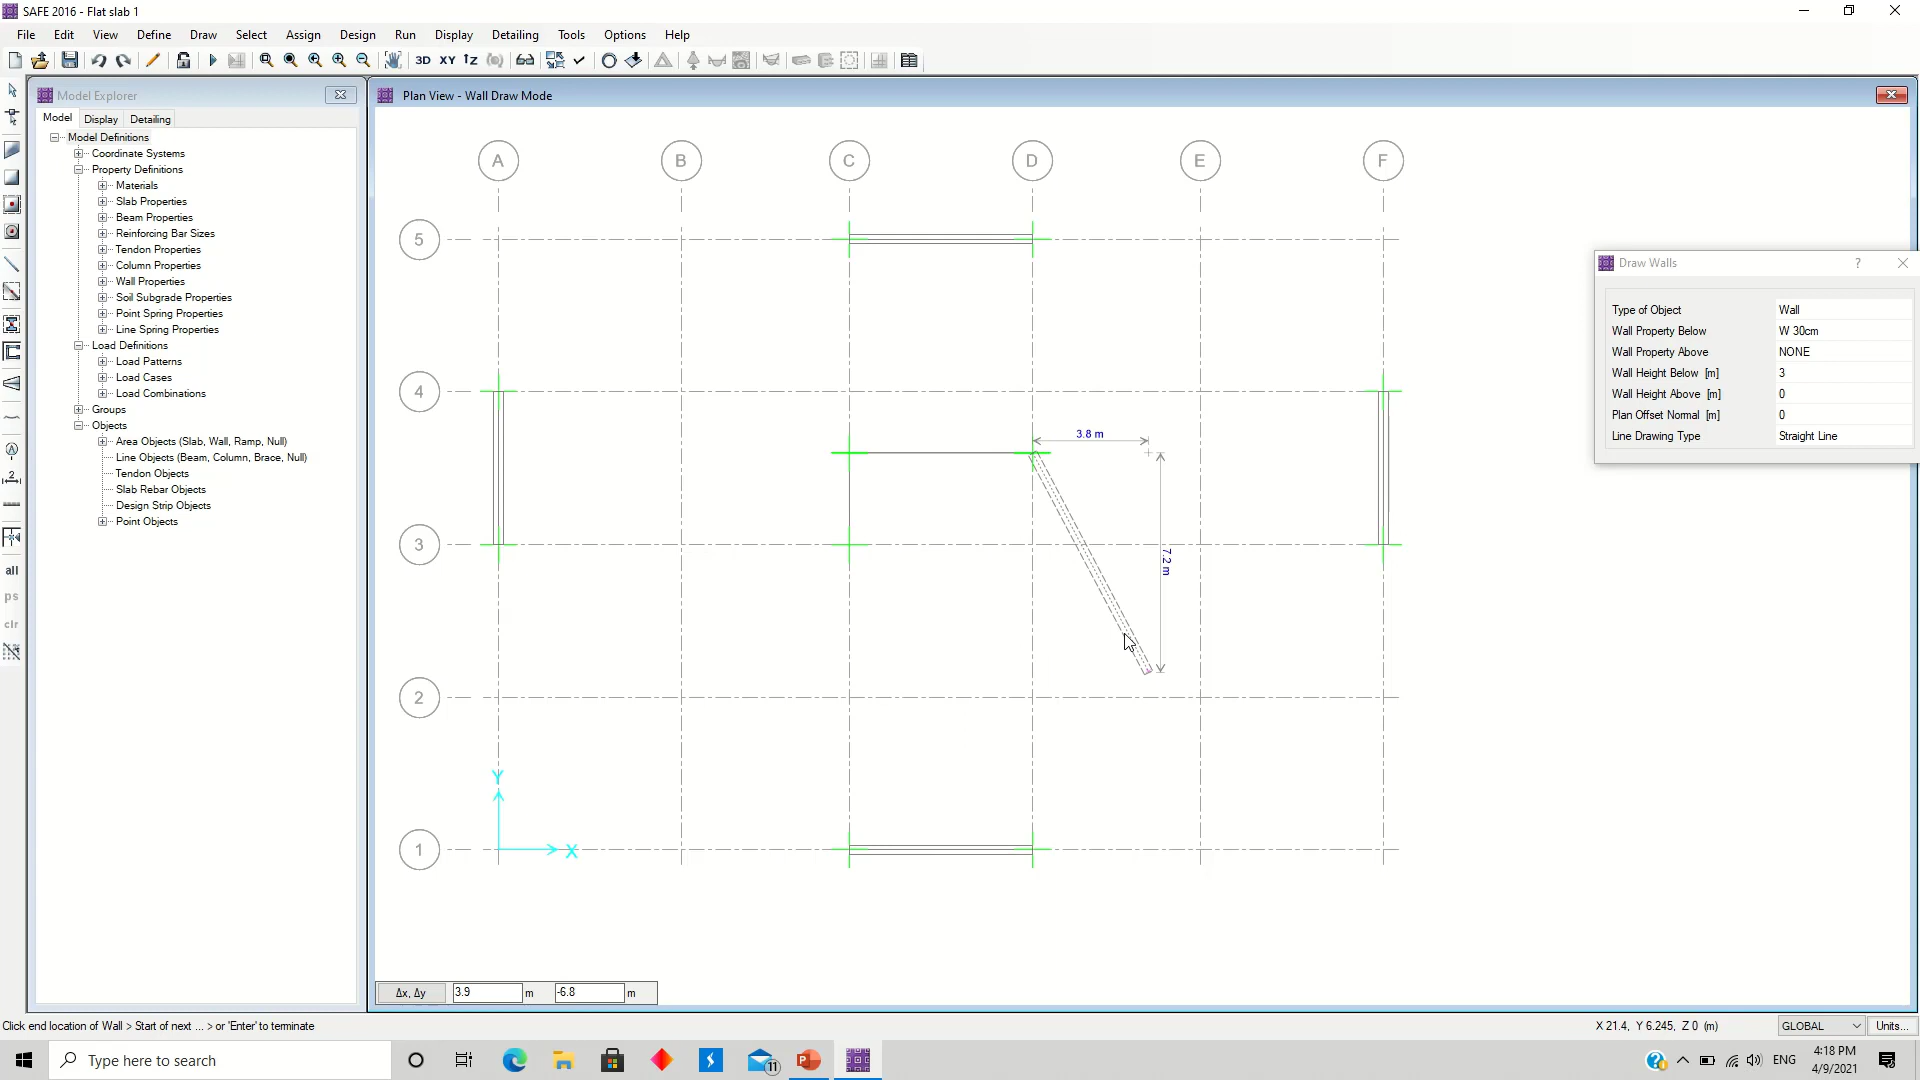 SAFE 2016 - Flat slab 1
File Edit View Define Draw Select Assign Design Run Display Detailing Tools Options Help
3D XY
Model Explorer
Model Display Detailing
Model Definitions
Coordinate Systems
Property Definitions
Materials
Slab Properties
Beam Properties
Reinforcing Bar Sizes
Tendon Properties
Column Properties
Wall Properties
Soil Subgrade Properties
Point Spring Properties
Line Spring Properties
Load Definitions
Load Patterns
Load Cases
Load Combinations
Groups
Objects
Area Objects (Slab, Wall, Ramp, Null)
Line Objects (Beam, Column, Brace, Null)
Tendon Objects
Slab Rebar Objects
Design Strip Objects
Point Objects
all
ps
clr
Plan View - Wall Draw Mode
A B C D E F
5
4
3.8 m
7.2 m
3
2
Y
1
X
Draw Walls ?
Type of Object Wall
Wall Property Below W 30cm
Wall Property Above NONE
Wall Height Below [m] 3
Wall Height Above [m] 0
Plan Offset Normal [m] 0
Line Drawing Type Straight Line
Δx, Δy 3.9 m -6.8 m
Click end location of Wall > Start of next ... > or 'Enter' to terminate
X 21.4, Y 6.245, Z 0 (m) GLOBAL Units...
Type here to search
11
ENG
4:18 PM
4/9/2021